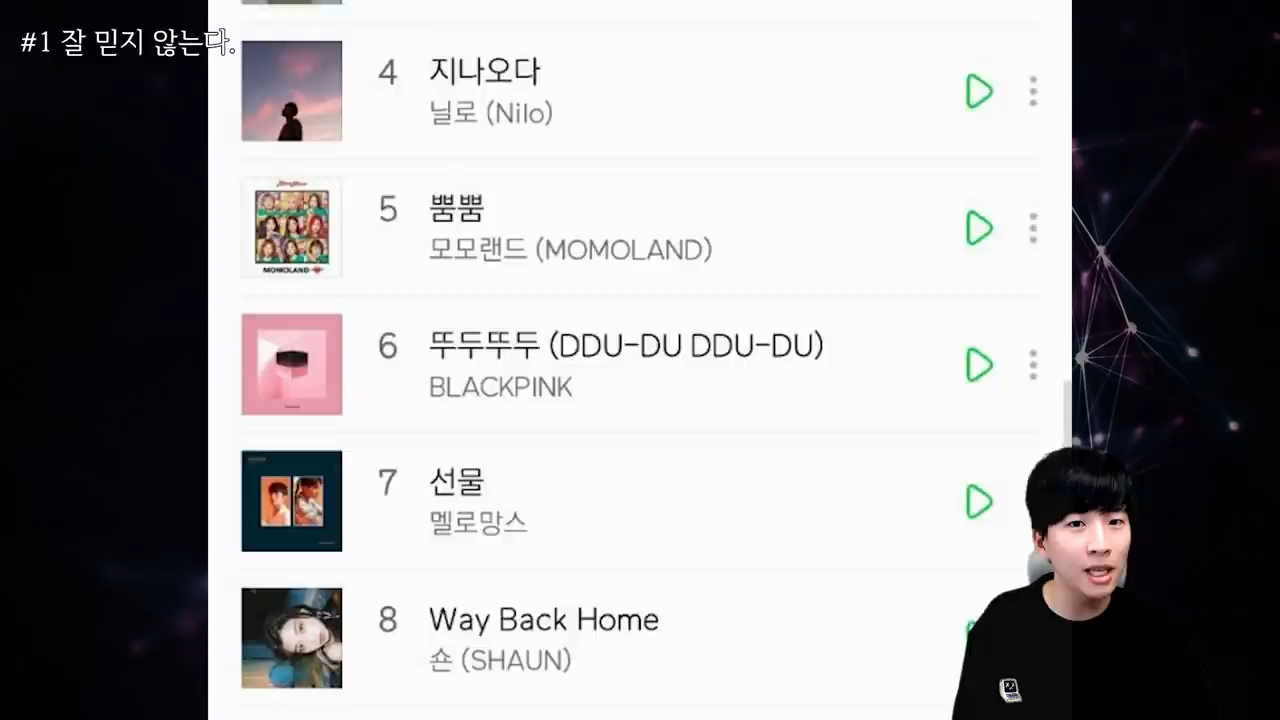 #1 잘 믿지 않는다.
4 지나오다
닐로 (Nilo)
5 뿜뿜
모모랜드 (MOMOLAND)
MOMOLAND
6 뚜두뚜두 (DDU-DU DDU-DU)
BLACKPINK
7 선물
멜로망스
8 Way Back Home
숀 (SHAUN)